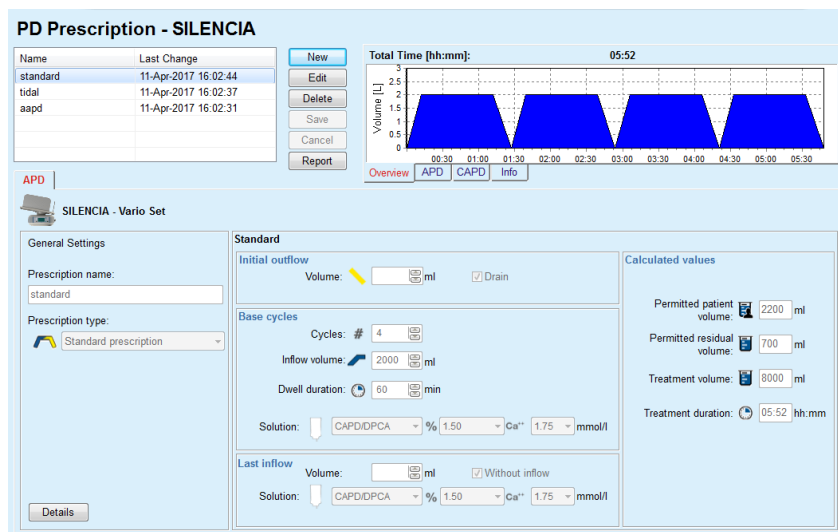 PD Prescription - SILENCIA
Name Last Change
standard 11-Apr-2017 16:02:44
tidal 11-Apr-2017 16:02:37
aapd 11-Apr-2017 16:02:31
New
Edit
Delete
Save
Cancel
Report
Total Time [hh:mm]: 05:52
Volume [L]
3
2.5
2
1.5
1
0.5
0
00:30 01:00 01:30 02:00 02:30 03:00 03:30 04:00 04:30 05:00 05:30
Overview APD CAPD Info
APD
SILENCIA - Vario Set
General Settings
Prescription name:
standard
Prescription type:
Standard prescription
Details
Standard
Initial outflow
Volume: ml Drain
Base cycles
Cycles: # 4
Inflow volume: 2000 ml
Dwell duration: 60 min
Solution: CAPD/DPCA % 1.50 Ca++ 1.75 mmol/l
Last inflow
Volume: ml Without inflow
Solution: CAPD/DPCA % 1.50 Ca++ 1.75 mmol/l
Calculated values
Permitted patient
volume: 2200 ml
Permitted residual
volume: 700 ml
Treatment volume: 8000 ml
Treatment duration: 05:52 hh:mm